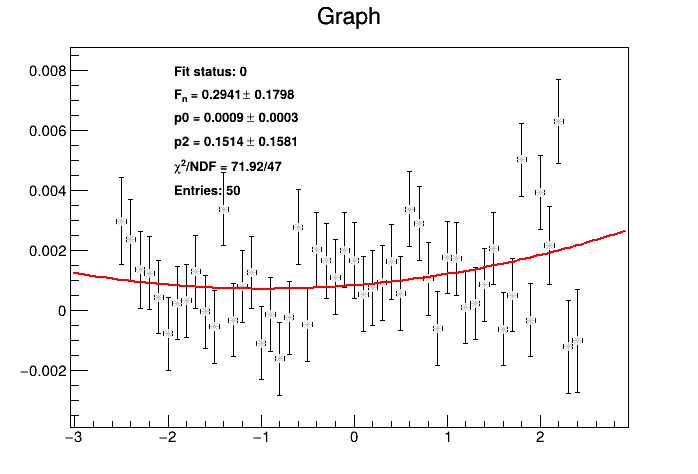 Graph
Fit status: 0
Fn = 0.2941 ± 0.1798
p0 = 0.0009 ± 0.0003
p2 = 0.1514 ± 0.1581
χ²/NDF = 71.92/47
Entries: 50
0.008
0.006
0.004
0.002
0
−0.002
−3 −2 −1 0 1 2